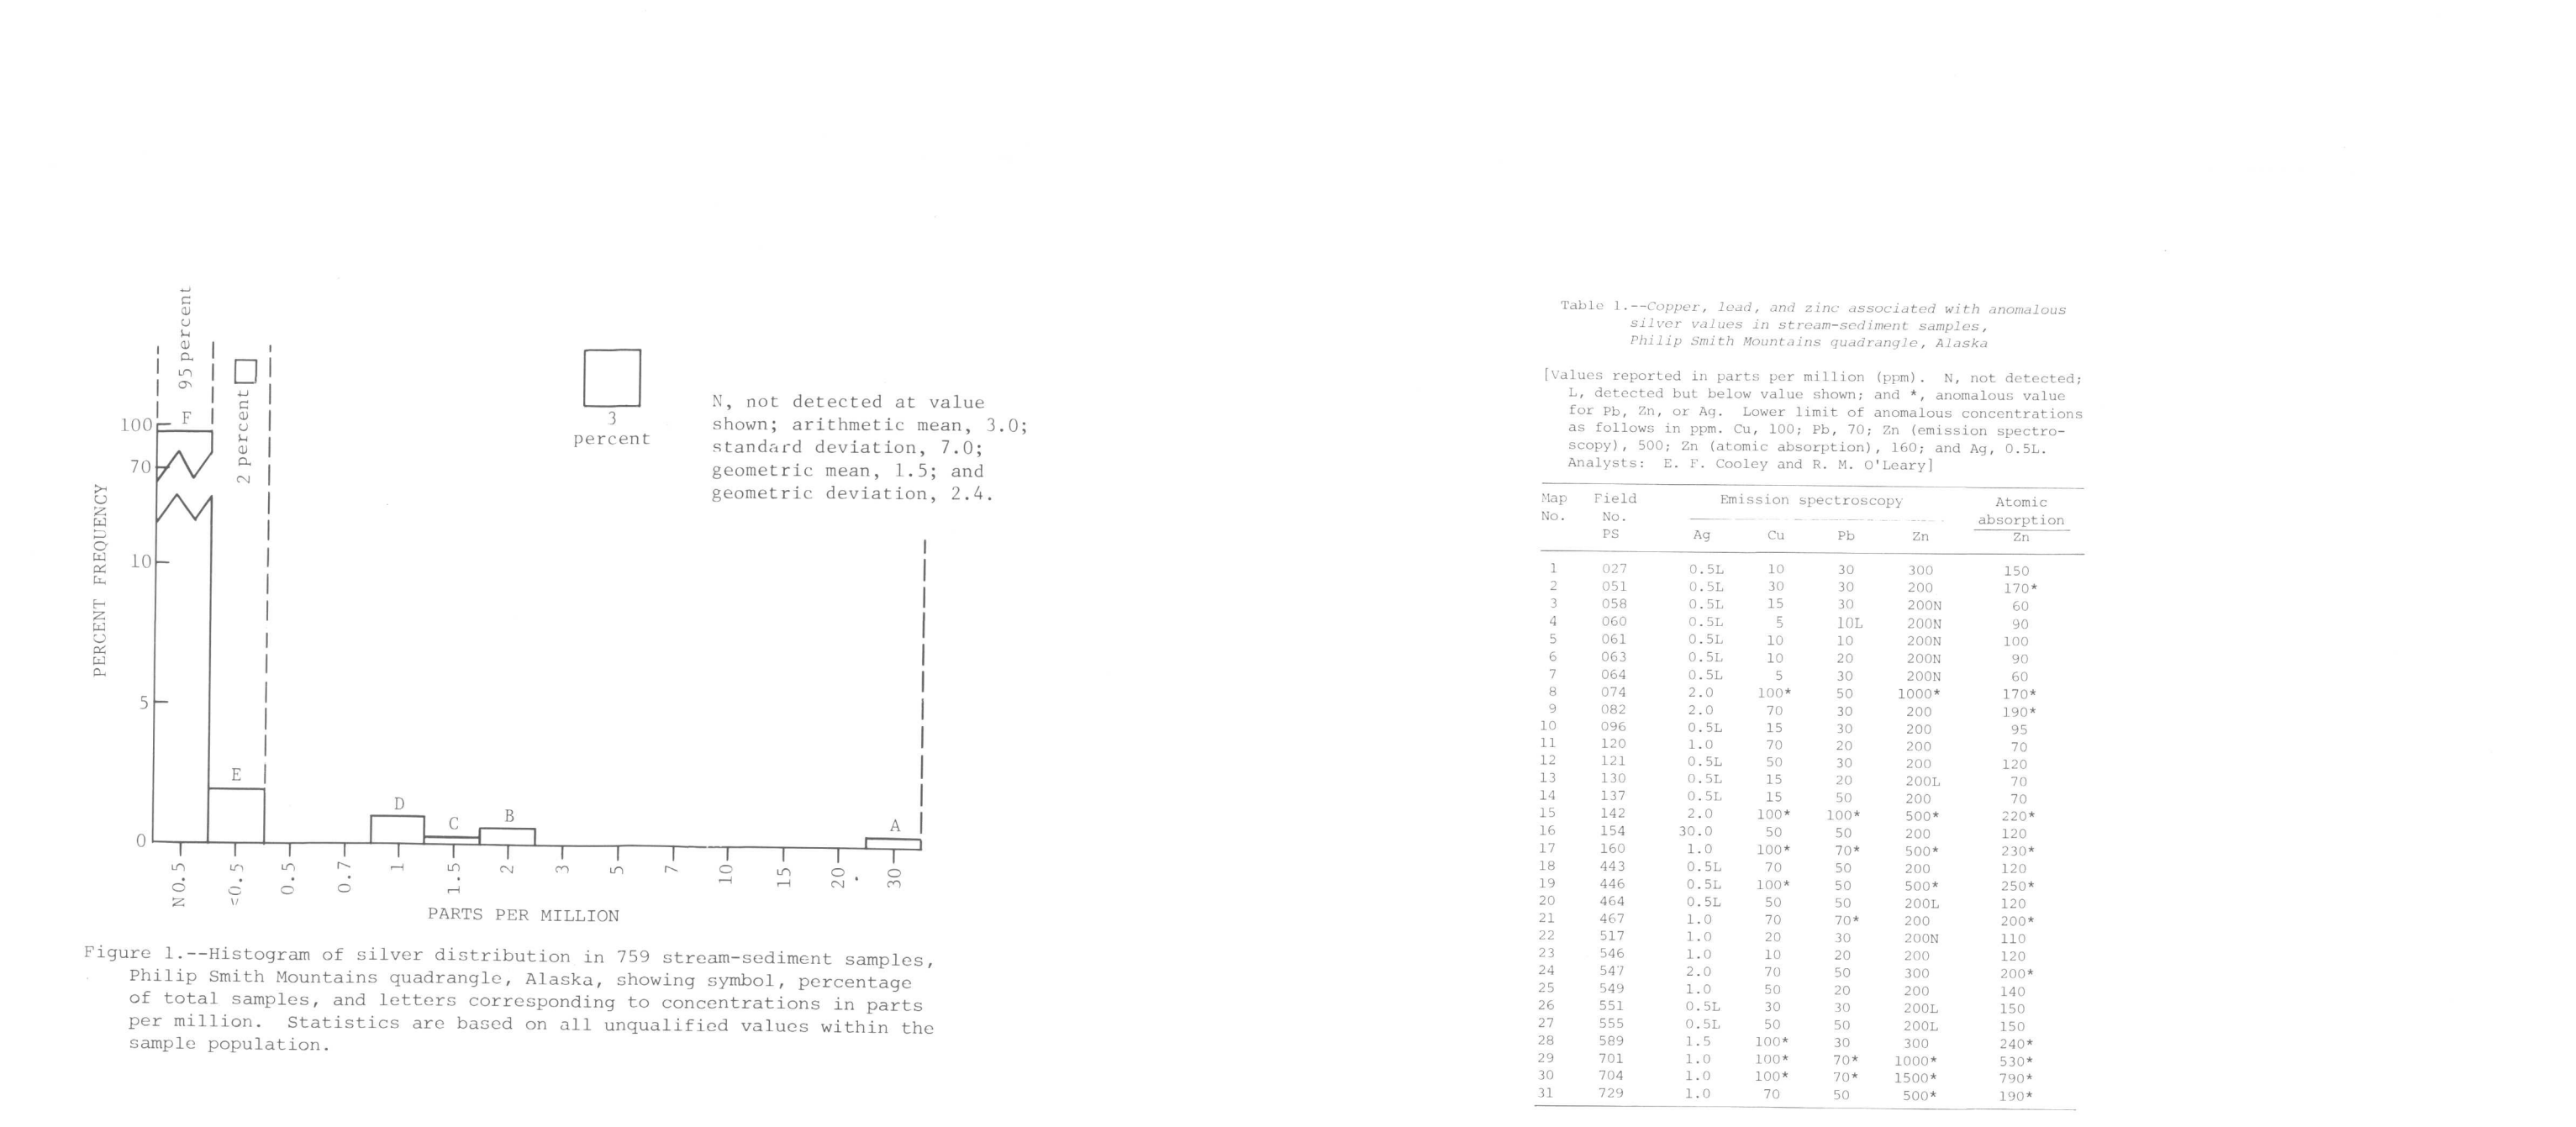 95 percent
2 percent
3
percent
N, not detected at value
shown; arithmetic mean, 3.0;
standard deviation, 7.0;
geometric mean, 1.5; and
geometric deviation, 2.4.
PERCENT FREQUENCY
100
70
10
5
0
F
E
D
C
B
A
N0.5
≤0.5
0.5
0.7
1
1.5
2
3
5
7
10
15
20
30
PARTS PER MILLION
Figure 1.--Histogram of silver distribution in 759 stream-sediment samples,
Philip Smith Mountains quadrangle, Alaska, showing symbol, percentage
of total samples, and letters corresponding to concentrations in parts
per million. Statistics are based on all unqualified values within the
sample population.
Table 1.--Copper, lead, and zinc associated with anomalous
silver values in stream-sediment samples,
Philip Smith Mountains quadrangle, Alaska
[Values reported in parts per million (ppm). N, not detected;
L, detected but below value shown; and *, anomalous value
for Pb, Zn, or Ag. Lower limit of anomalous concentrations
as follows in ppm. Cu, 100; Pb, 70; Zn (emission spectro-
scopy), 500; Zn (atomic absorption), 160; and Ag, 0.5L.
Analysts: E. F. Cooley and R. M. O'Leary]
Map Field Emission spectroscopy Atomic
No. No. absorption
PS Ag Cu Pb Zn Zn
1 027 0.5L 10 30 300 150
2 051 0.5L 30 30 200 170*
3 058 0.5L 15 30 200N 60
4 060 0.5L 5 10L 200N 90
5 061 0.5L 10 10 200N 100
6 063 0.5L 10 20 200N 90
7 064 0.5L 5 30 200N 60
8 074 2.0 100* 50 1000* 170*
9 082 2.0 70 30 200 190*
10 096 0.5L 15 30 200 95
11 120 1.0 70 20 200 70
12 121 0.5L 50 30 200 120
13 130 0.5L 15 20 200L 70
14 137 0.5L 15 50 200 70
15 142 2.0 100* 100* 500* 220*
16 154 30.0 50 50 200 120
17 160 1.0 100* 70* 500* 230*
18 443 0.5L 70 50 200 120
19 446 0.5L 100* 50 500* 250*
20 464 0.5L 50 50 200L 120
21 467 1.0 70 70* 200 200*
22 517 1.0 20 30 200N 110
23 546 1.0 10 20 200 120
24 547 2.0 70 50 300 200*
25 549 1.0 50 20 200 140
26 551 0.5L 30 30 200L 150
27 555 0.5L 50 50 200L 150
28 589 1.5 100* 30 300 240*
29 701 1.0 100* 70* 1000* 530*
30 704 1.0 100* 70* 1500* 790*
31 729 1.0 70 50 500* 190*